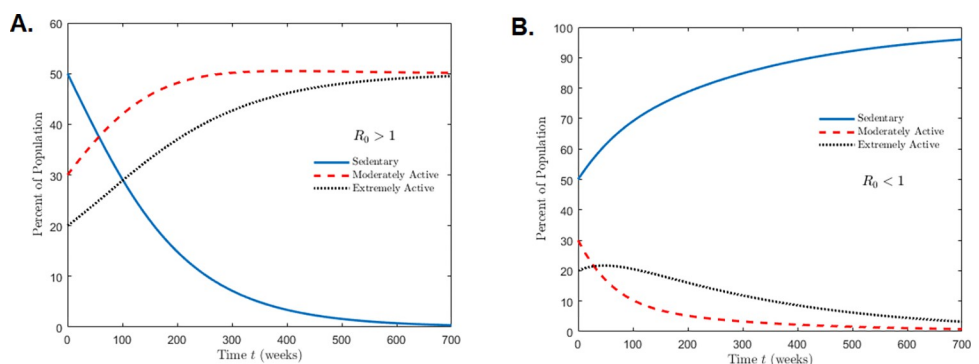 A.
60
50
40
30
20
10
0
Percent of Population
R₀ > 1
Sedentary
Moderately Active
Extremely Active
0 100 200 300 400 500 600 700
Time t (weeks)
B.
100
90
80
70
60
50
40
30
20
10
0
Percent of Population
Sedentary
Moderately Active
Extremely Active
R₀ < 1
0 100 200 300 400 500 600 700
Time t (weeks)